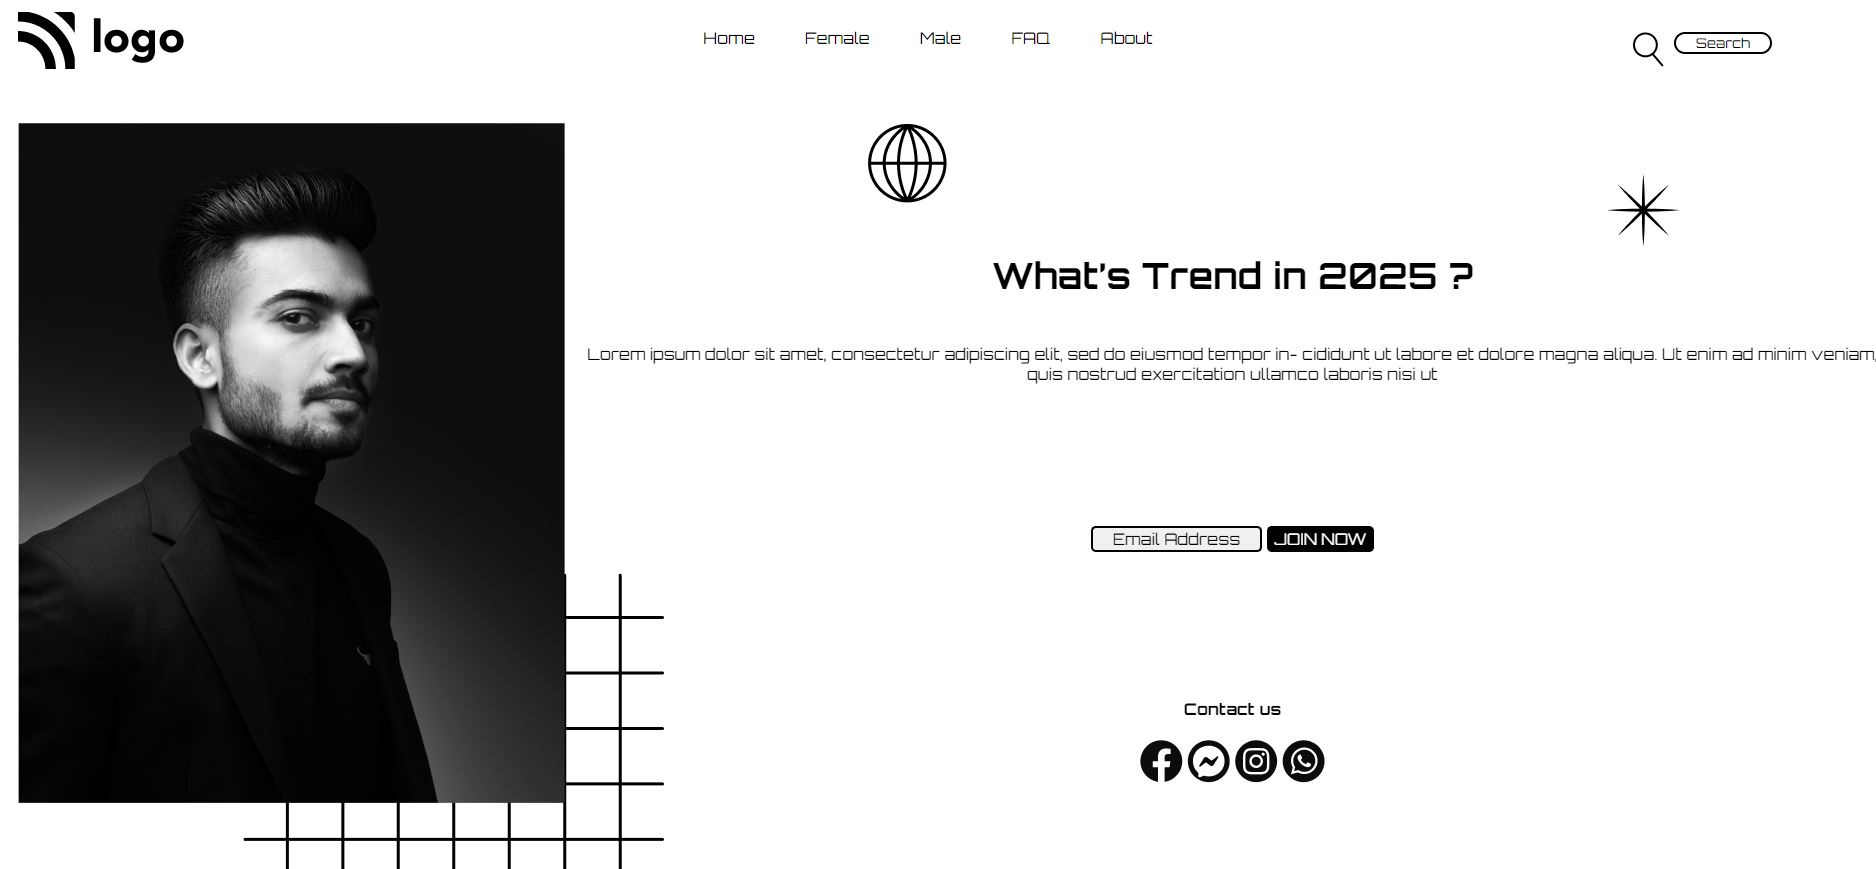 logo
Home Female Male FAQ About
Search
What's Trend in 2025 ?
Lorem ipsum dolor sit amet, consectetur adipiscing elit, sed do eiusmod tempor in- cididunt ut labore et dolore magna aliqua. Ut enim ad minim veniam,
quis nostrud exercitation ullamco laboris nisi ut
Email Address JOIN NOW
Contact us